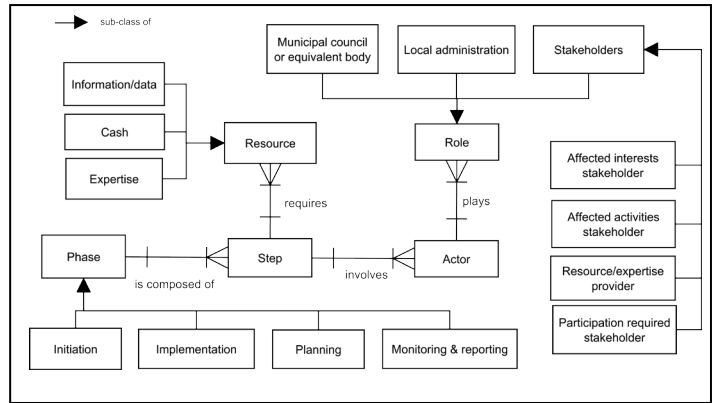 sub-class of
Municipal council
or equivalent body
Local administration
Stakeholders
Information/data
Cash
Expertise
Resource
Role
Affected interests
stakeholder
requires
plays
Affected activities
stakeholder
Phase
Step
Actor
is composed of
involves
Resource/expertise
provider
Initiation
Implementation
Planning
Monitoring & reporting
Participation required
stakeholder